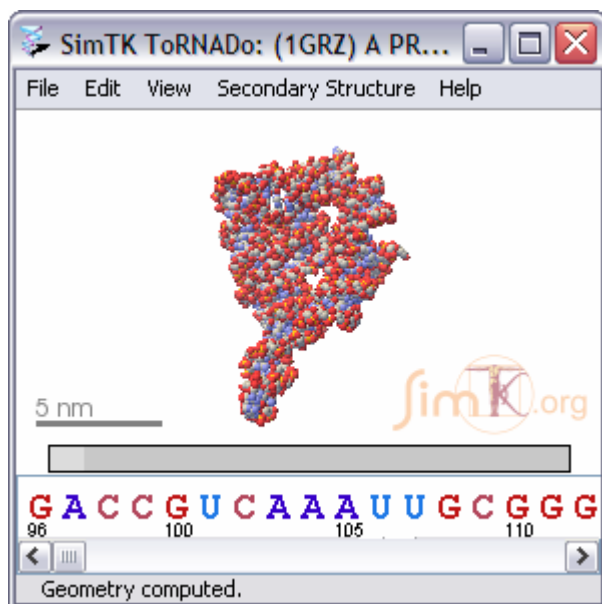 SimTK ToRNADo: (1GRZ) A PR...
File Edit View Secondary Structure Help
5 nm
SimTK.org
G A C C G U C A A A U U G C G G G
96 100 105 110
Geometry computed.